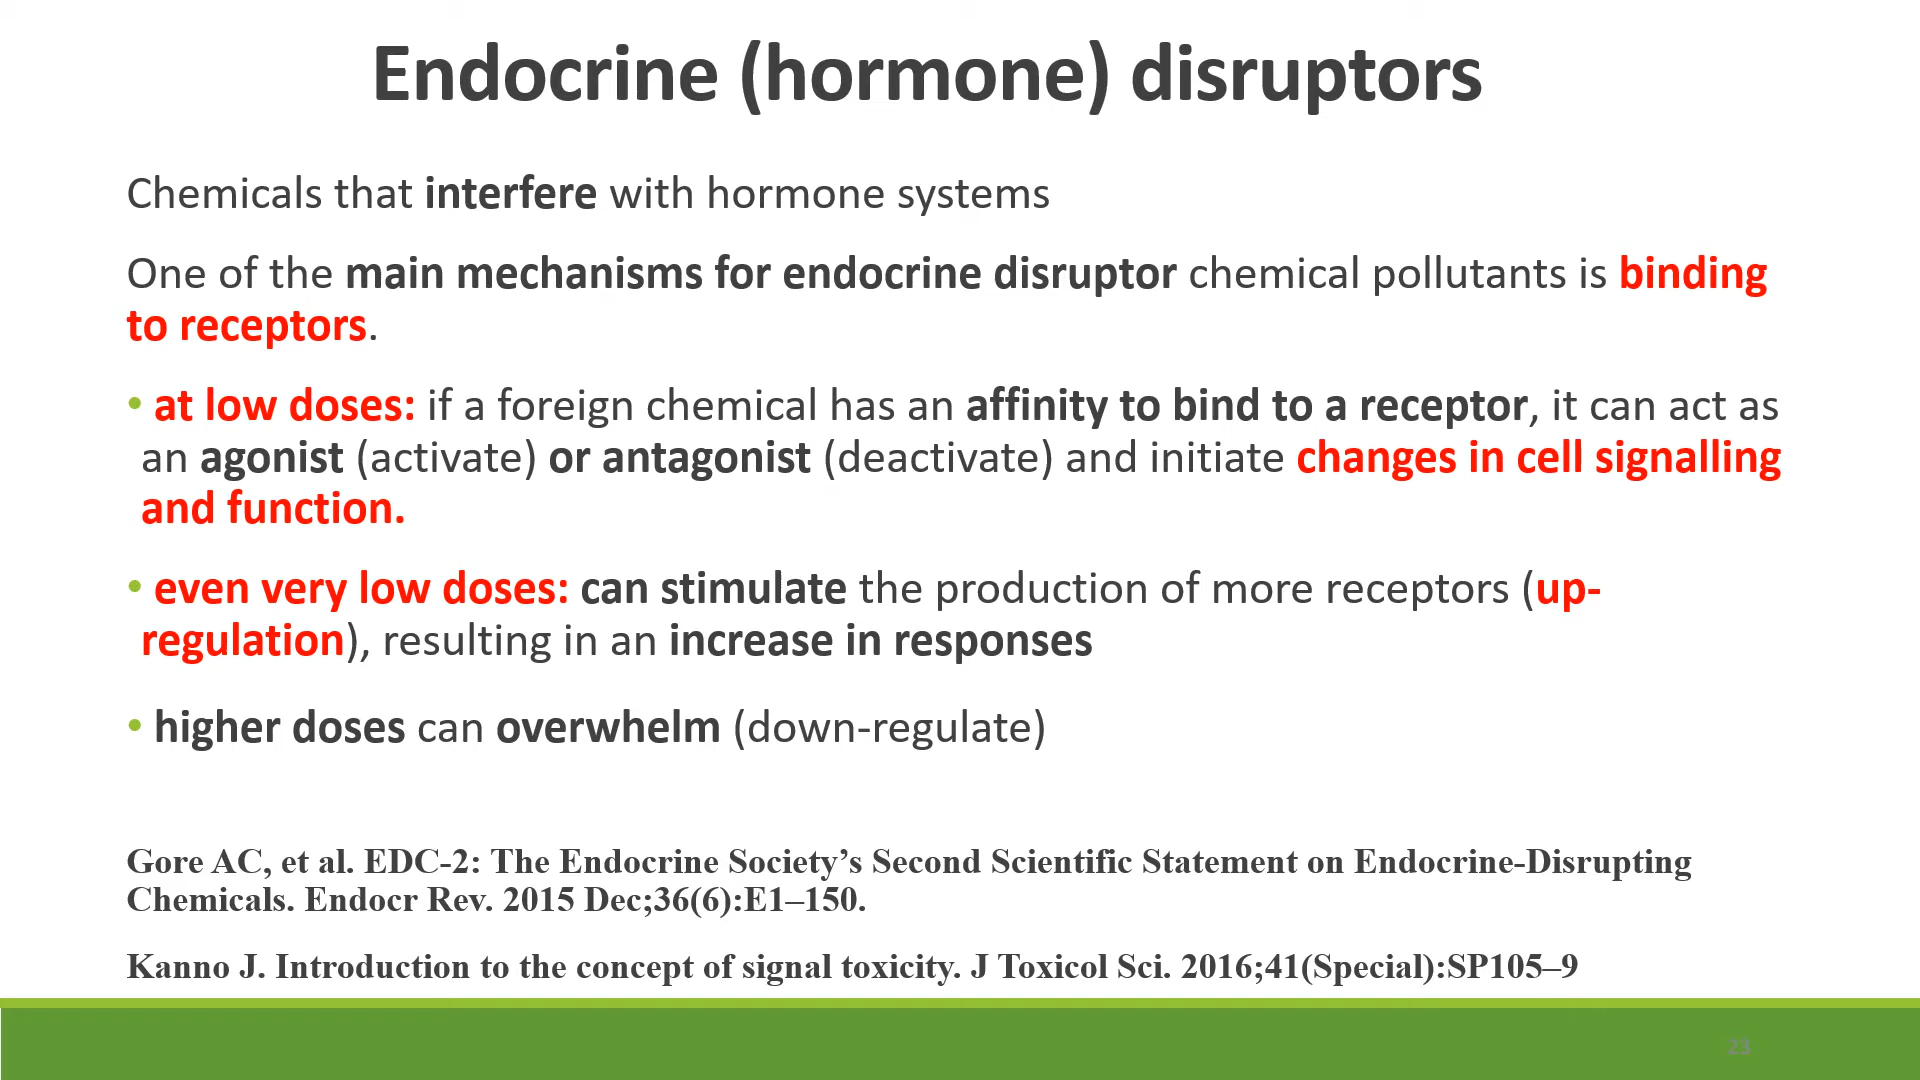 Endocrine (hormone) disruptors
Chemicals that interfere with hormone systems
One of the main mechanisms for endocrine disruptor chemical pollutants is binding
to receptors.
• at low doses: if a foreign chemical has an affinity to bind to a receptor, it can act as
an agonist (activate) or antagonist (deactivate) and initiate changes in cell signalling
and function.
• even very low doses: can stimulate the production of more receptors (up-
regulation), resulting in an increase in responses
• higher doses can overwhelm (down-regulate)
Gore AC, et al. EDC-2: The Endocrine Society’s Second Scientific Statement on Endocrine-Disrupting
Chemicals. Endocr Rev. 2015 Dec;36(6):E1–150.
Kanno J. Introduction to the concept of signal toxicity. J Toxicol Sci. 2016;41(Special):SP105–9
23